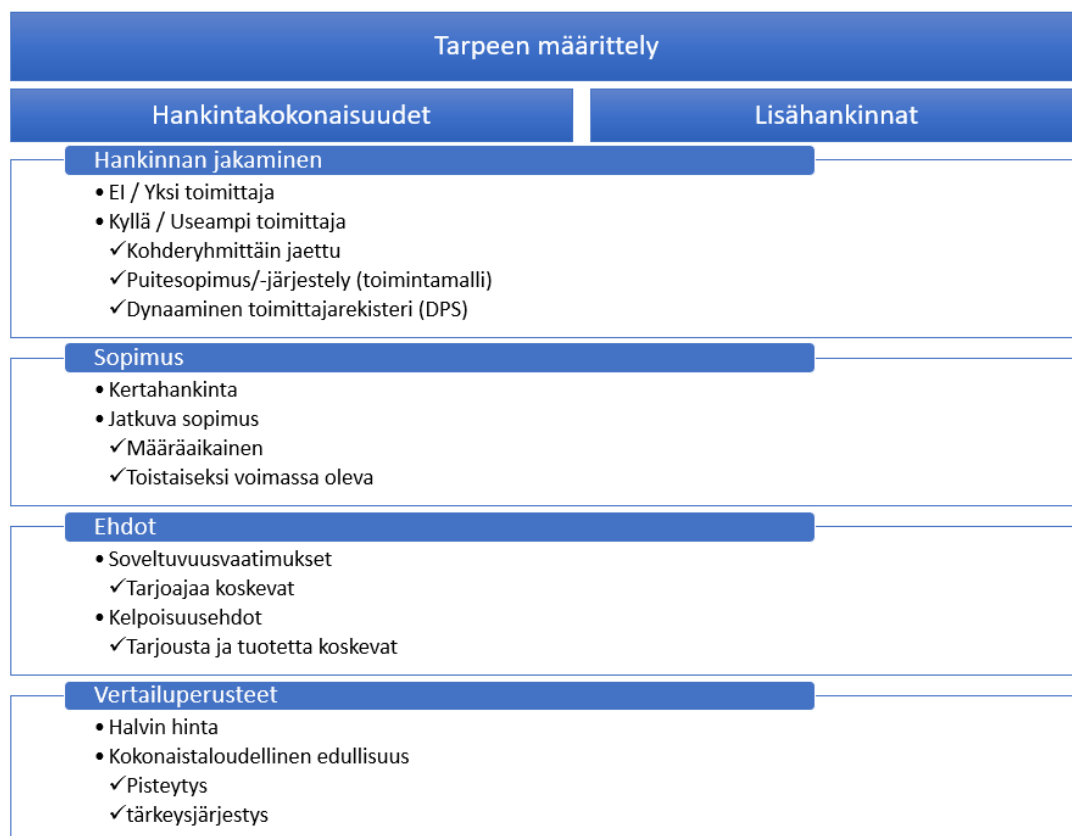 Tarpeen määrittely
Hankintakokonaisuudet
Lisähankinnat
Hankinnan jakaminen
• EI / Yksi toimittaja
• Kyllä / Useampi toimittaja
✓Kohderyhmittäin jaettu
✓Puitesopimus/-järjestely (toimintamalli)
✓Dynaaminen toimittajarekisteri (DPS)
Sopimus
• Kertahankinta
• Jatkuva sopimus
✓Määräaikainen
✓Toistaiseksi voimassa oleva
Ehdot
• Soveltuvuusvaatimukset
✓Tarjoajaa koskevat
• Kelpoisuusehdot
✓Tarjousta ja tuotetta koskevat
Vertailuperusteet
• Halvin hinta
• Kokonaistaloudellinen edullisuus
✓Pisteytys
✓tärkeysjärjestys